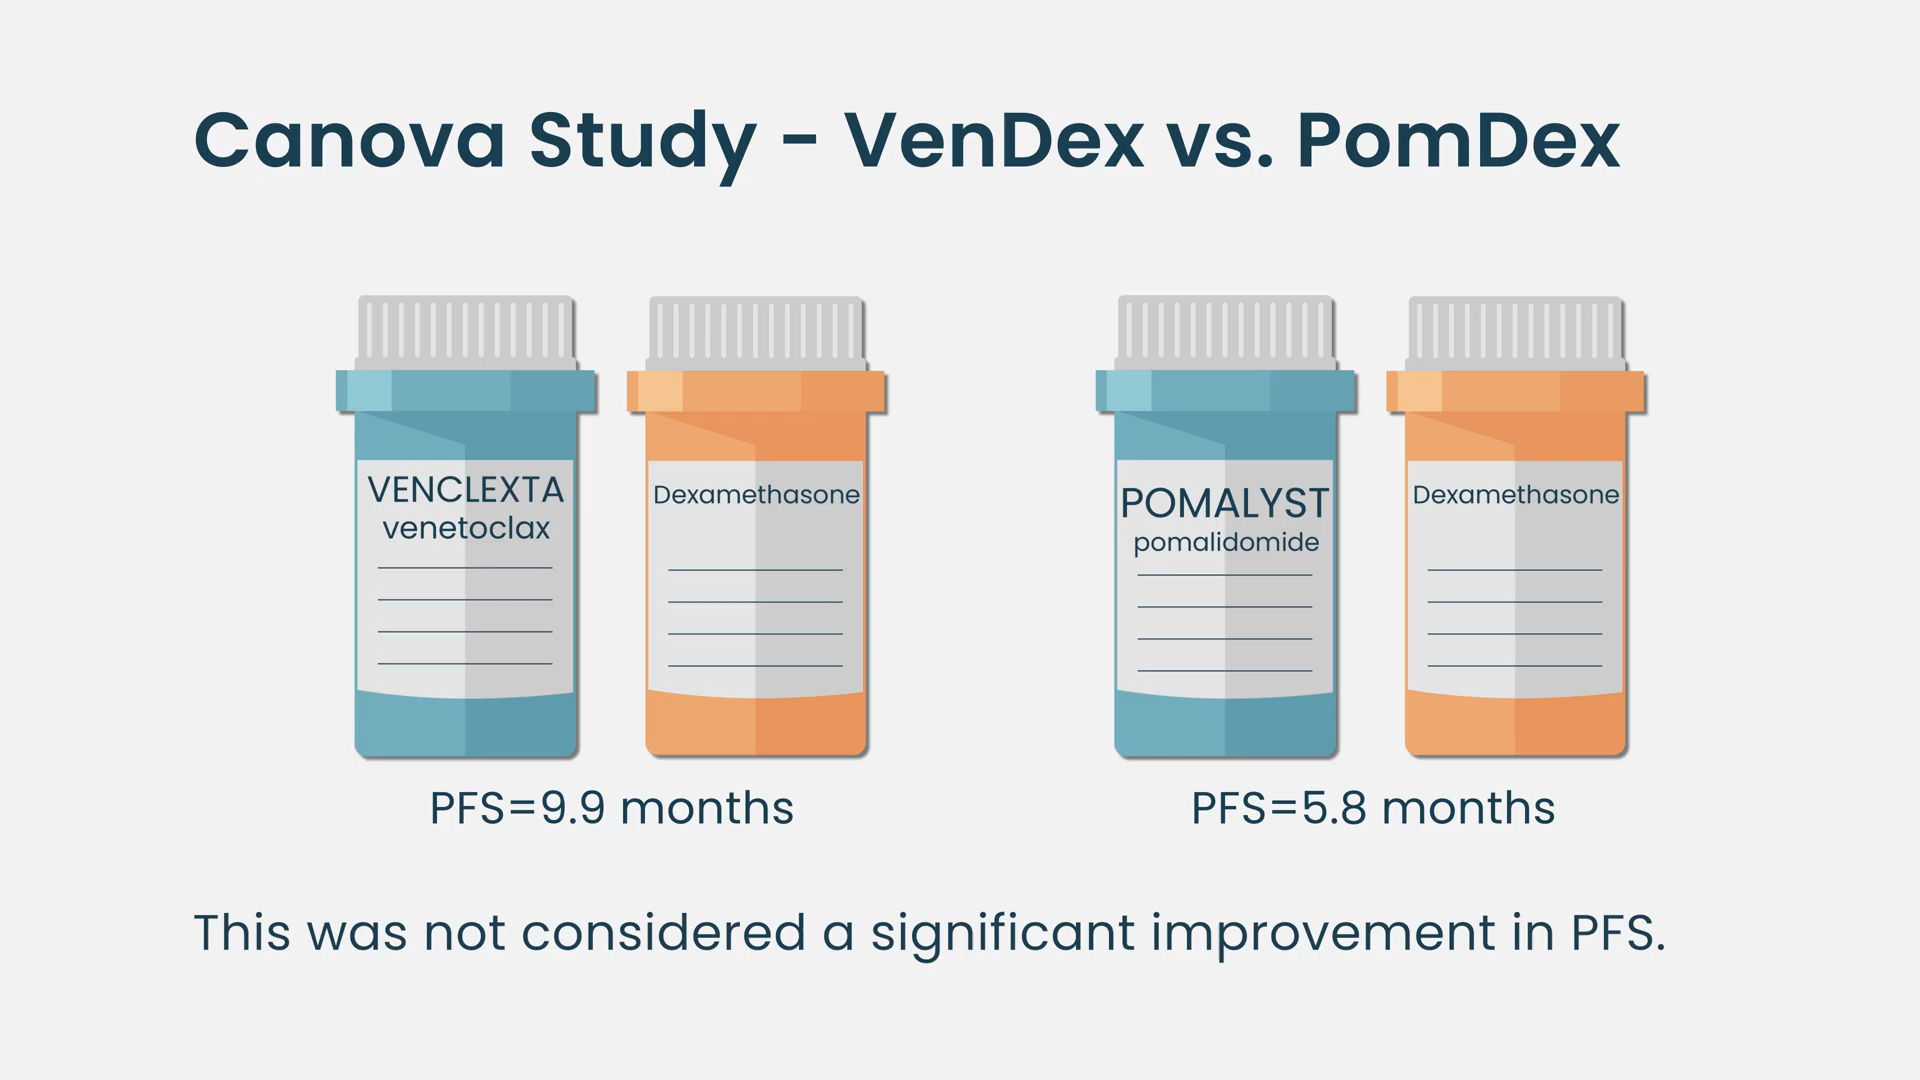 Canova Study - VenDex vs. PomDex
VENCLEXTA
venetoclax
Dexamethasone
POMALYST
pomalidomide
Dexamethasone
PFS=9.9 months
PFS=5.8 months
This was not considered a significant improvement in PFS.